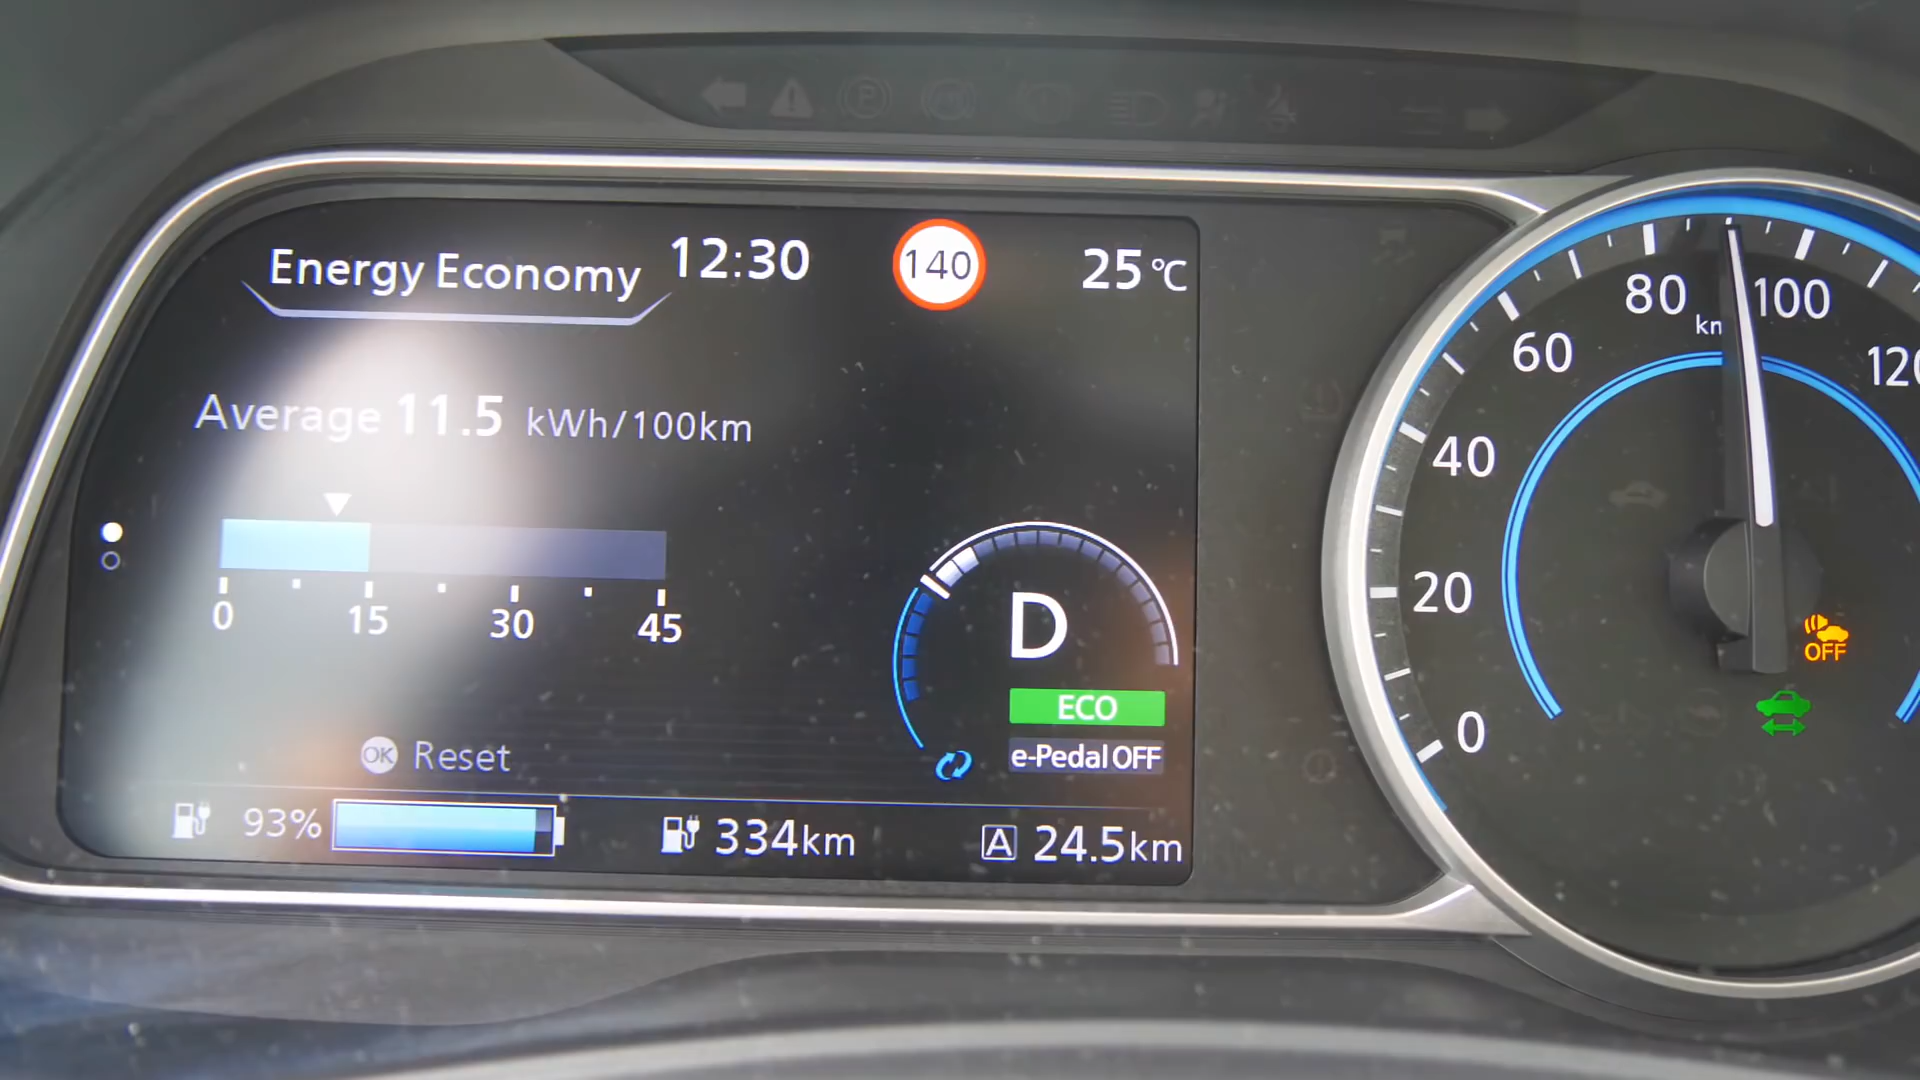 Energy Economy
12:30
140
25 °C
Average 11.5 kWh/100km
0 15 30 45
OK Reset
D
ECO
e-Pedal OFF
93%
334km
A 24.5km
0
20
40
60
80
100
km
OFF